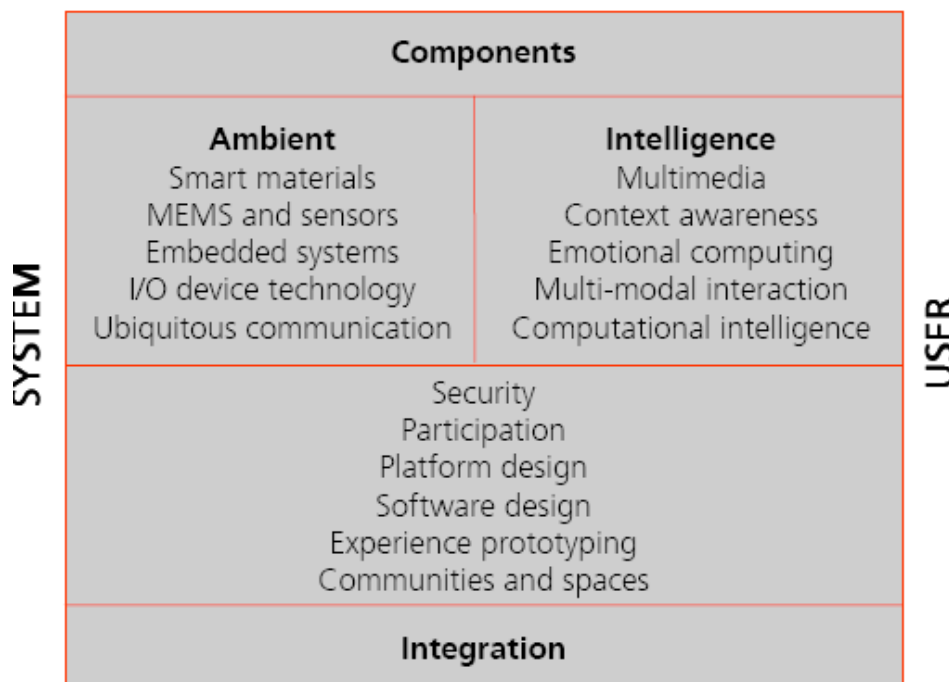 Components
Ambient
Smart materials
MEMS and sensors
Embedded systems
I/O device technology
Ubiquitous communication
Intelligence
Multimedia
Context awareness
Emotional computing
Multi-modal interaction
Computational intelligence
SYSTEM
USER
Security
Participation
Platform design
Software design
Experience prototyping
Communities and spaces
Integration